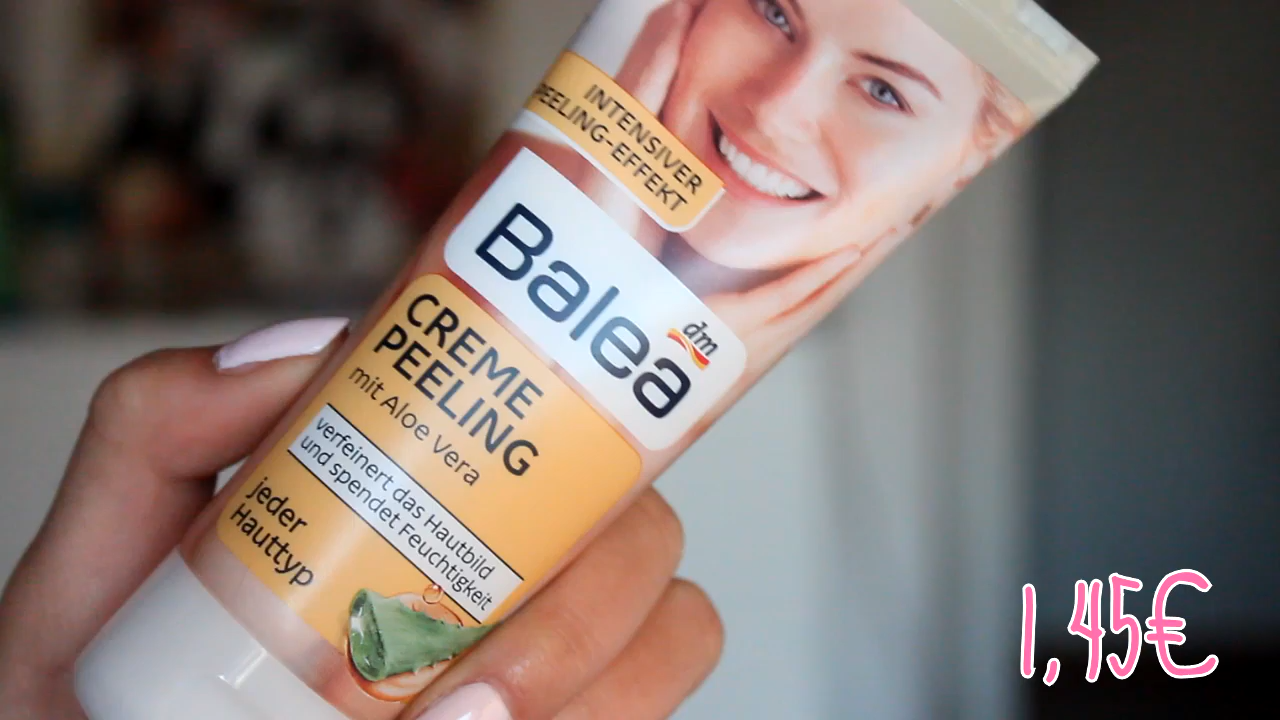 INTENSIVER
PEELING-EFFEKT
Balea
dm
CREME
PEELING
mit Aloe vera
verfeinert das Hautbild
und spendet Feuchtigkeit
jeder
Hauttyp
1,45€